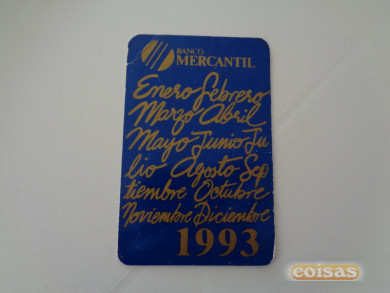 BANCO
MERCANTIL
Enero Febrero
Marzo Abril
Mayo Junio Ju
lio Agosto Sep
tiembre Octubre
Noviembre Diciembre
1993
coisas